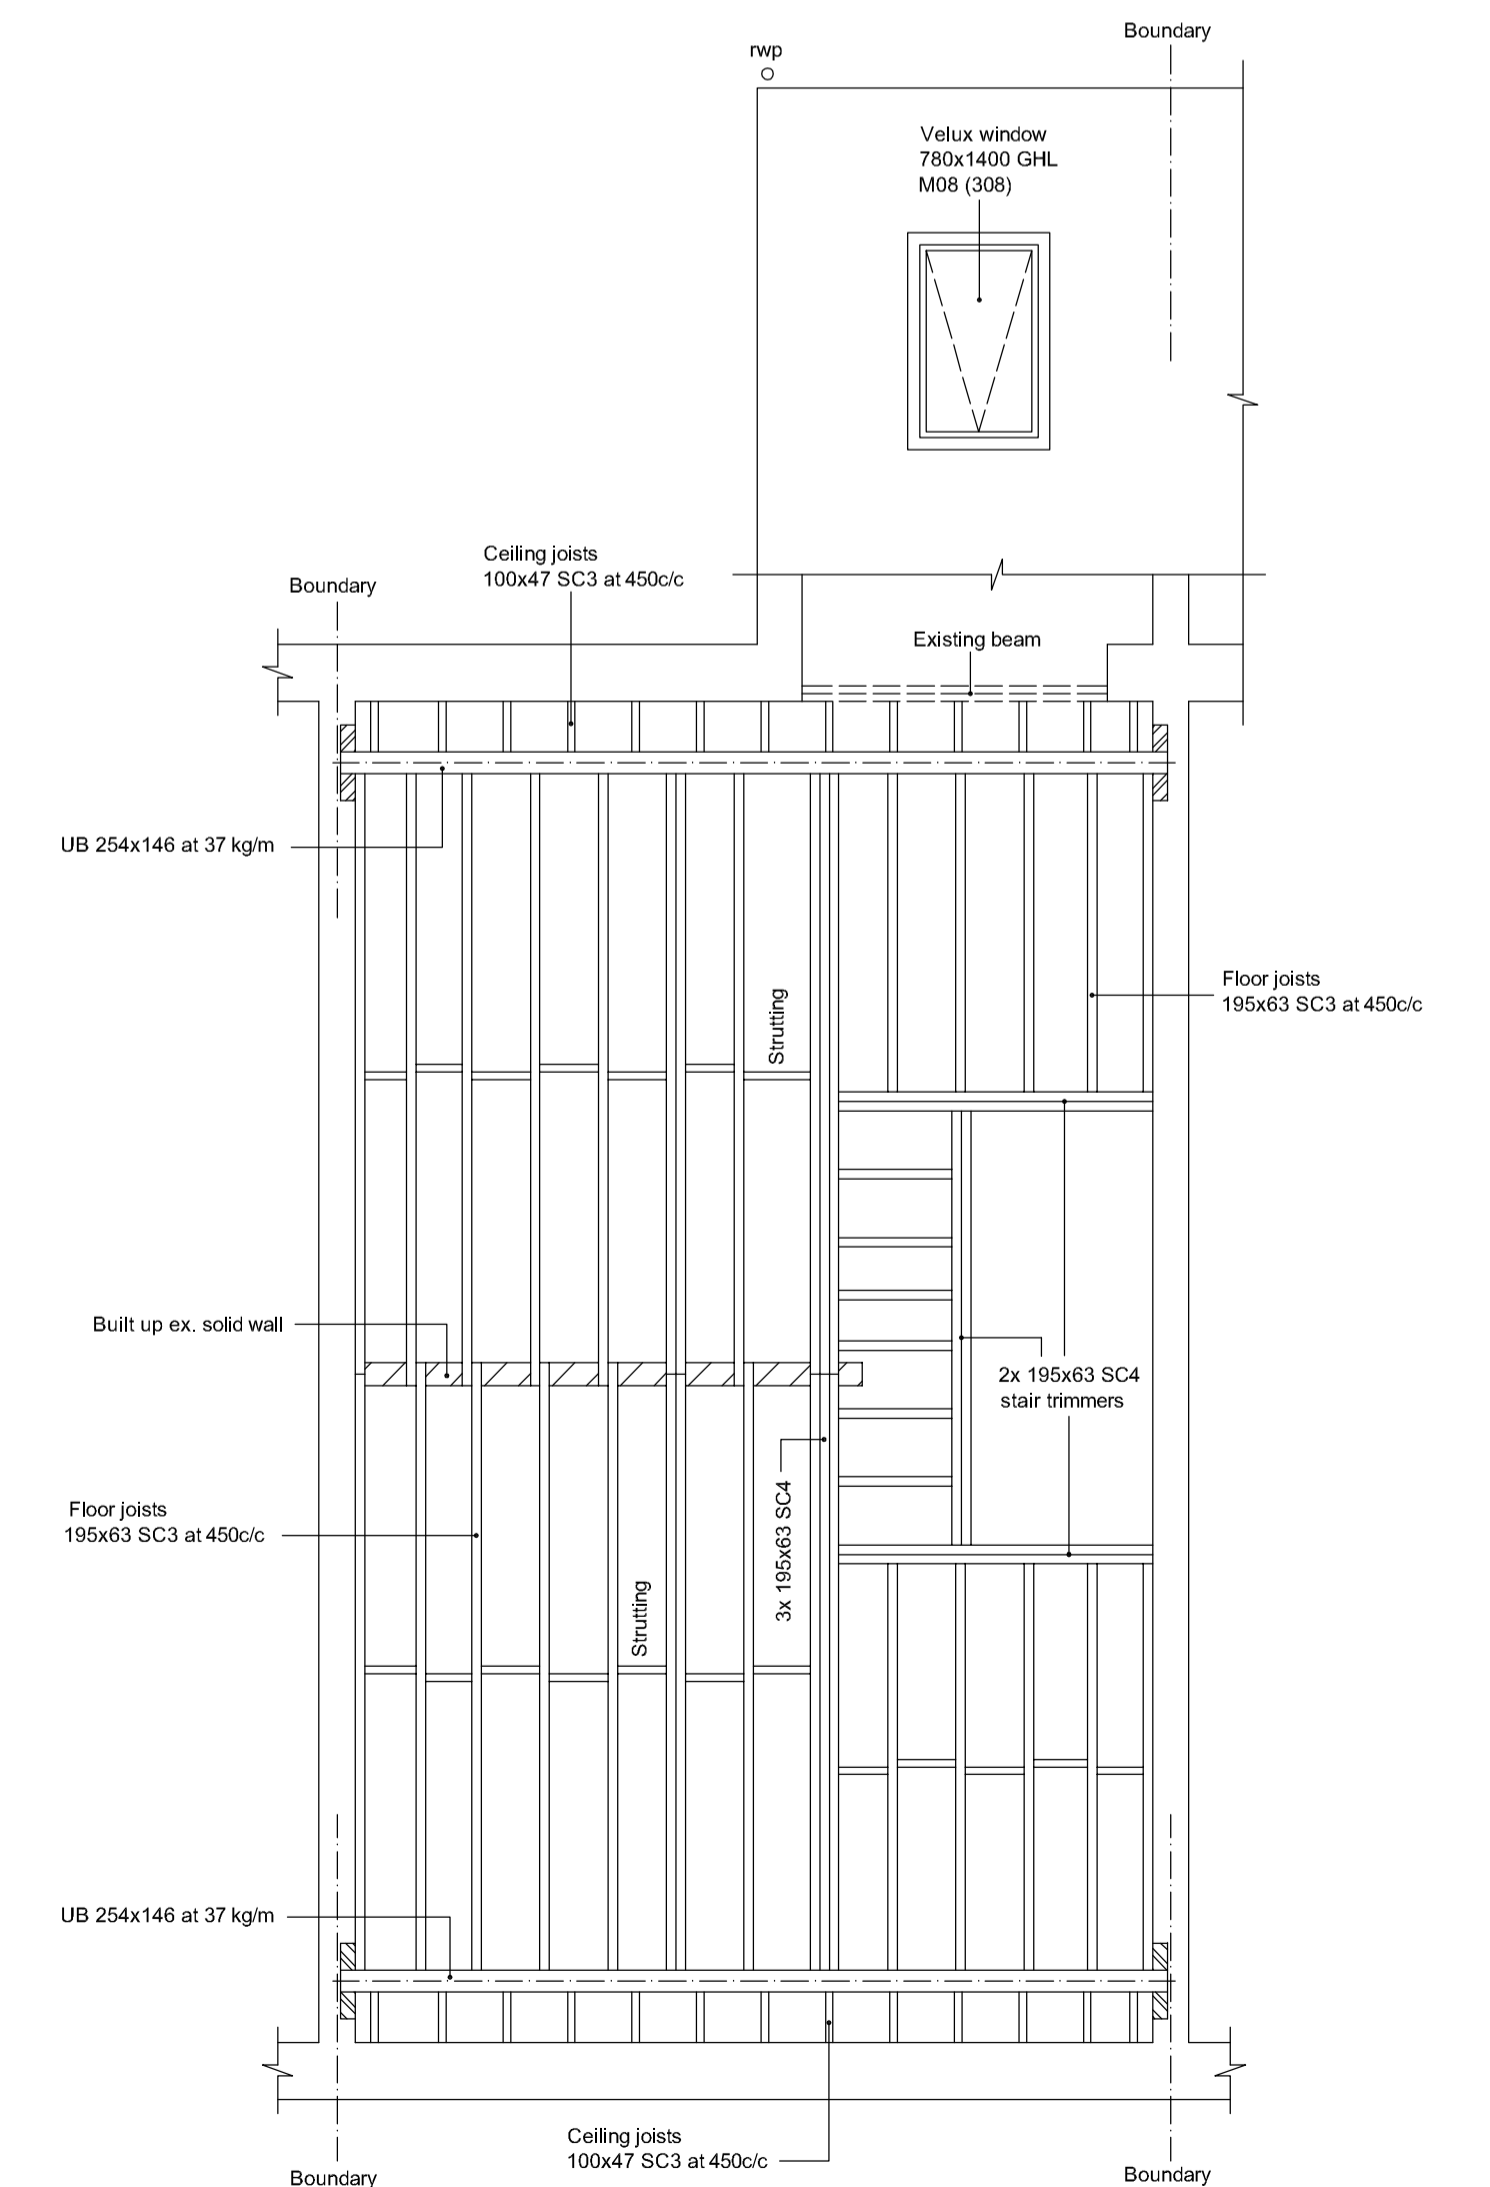 Boundary
rwp
Velux window
780x1400 GHL
M08 (308)
Ceiling joists
100x47 SC3 at 450c/c
Boundary
Existing beam
UB 254x146 at 37 kg/m
Floor joists
195x63 SC3 at 450c/c
Strutting
Built up ex. solid wall
2x 195x63 SC4
stair trimmers
3x 195x63 SC4
Floor joists
195x63 SC3 at 450c/c
Strutting
UB 254x146 at 37 kg/m
Ceiling joists
100x47 SC3 at 450c/c
Boundary
Boundary